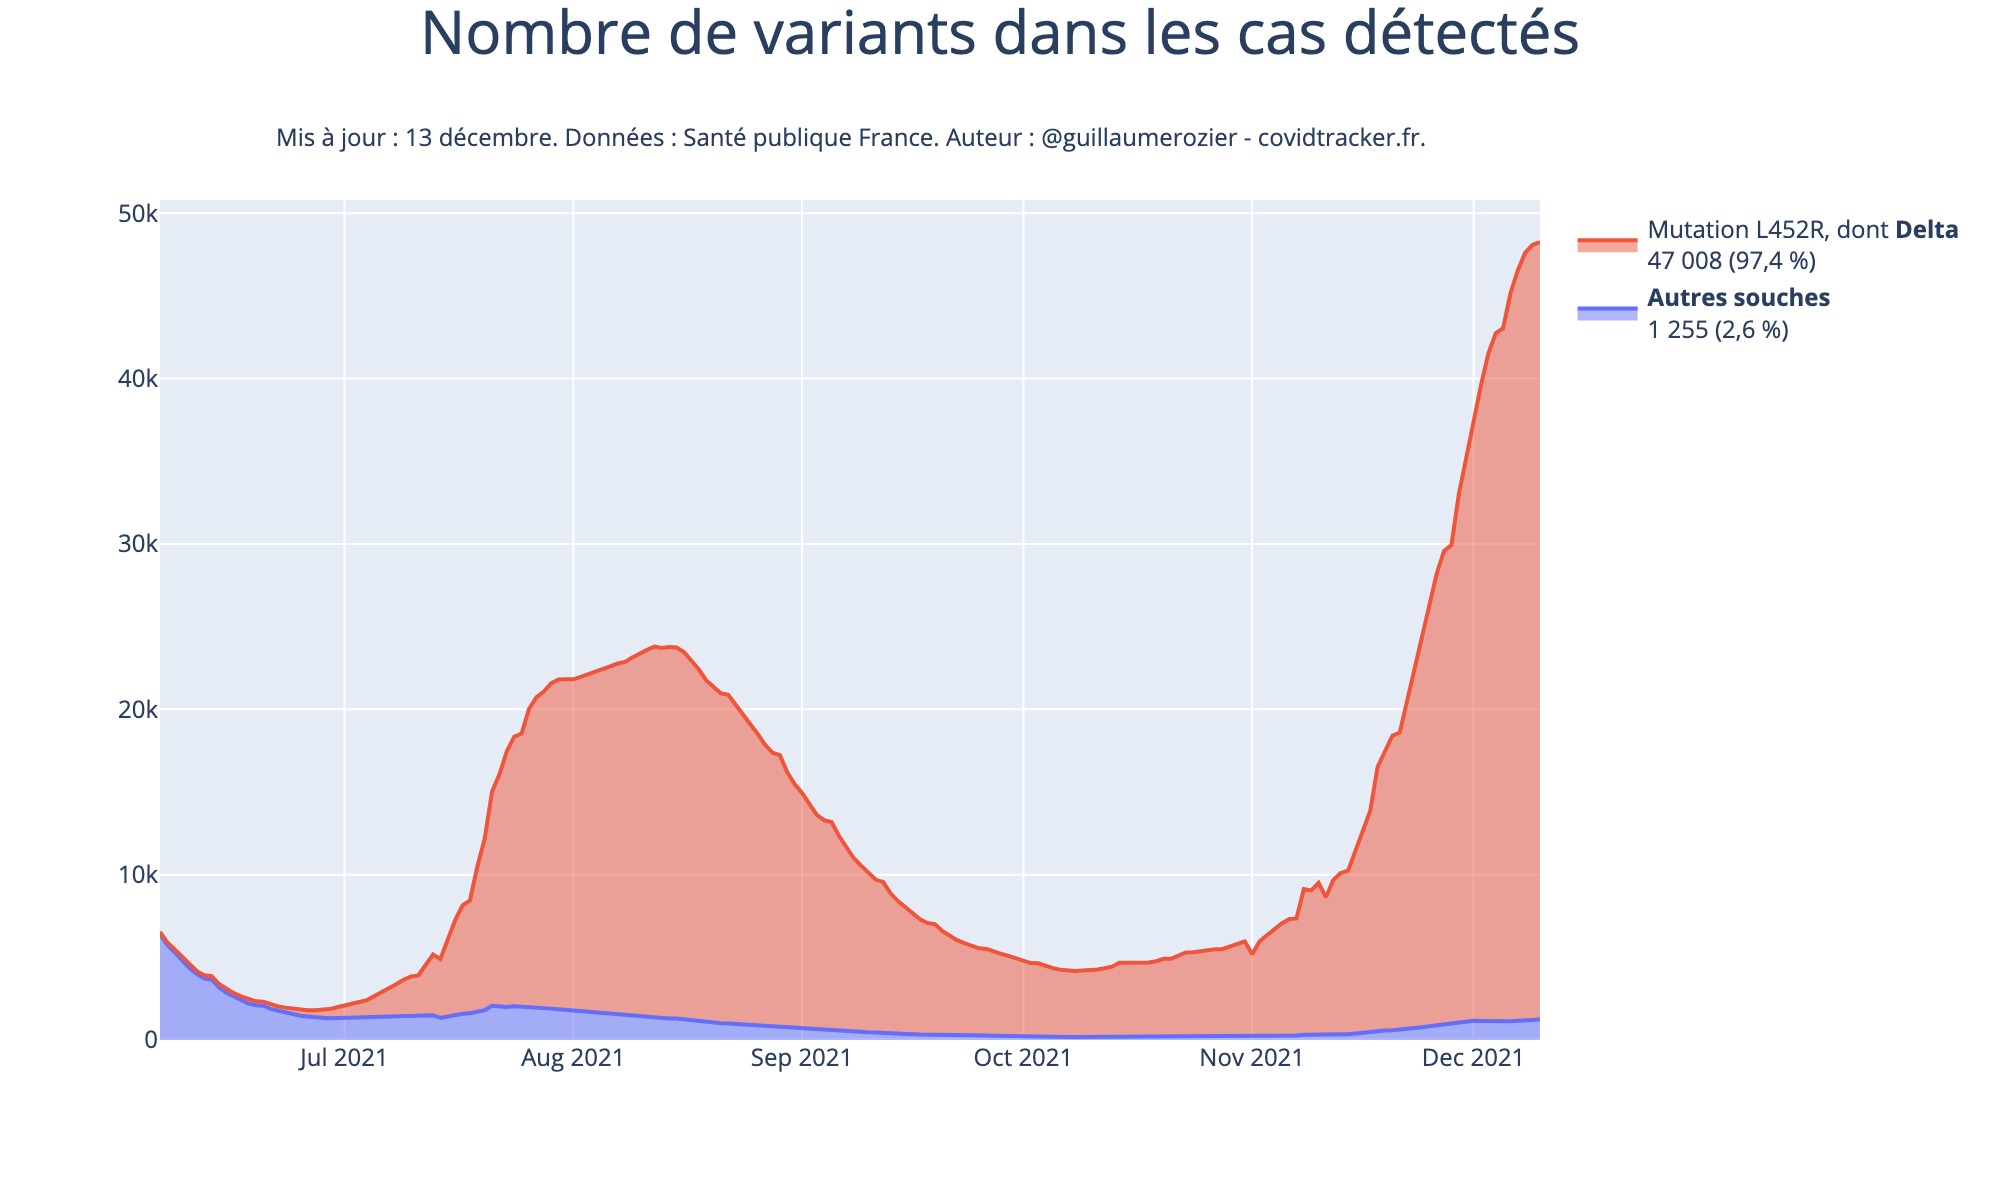 Nombre de variants dans les cas détectés
Mis à jour : 13 décembre. Données : Santé publique France. Auteur : @guillaumerozier - covidtracker.fr.
50k
40k
30k
20k
10k
0
Jul 2021
Aug 2021
Sep 2021
Oct 2021
Nov 2021
Dec 2021
Mutation L452R, dont Delta
47 008 (97,4 %)
Autres souches
1 255 (2,6 %)